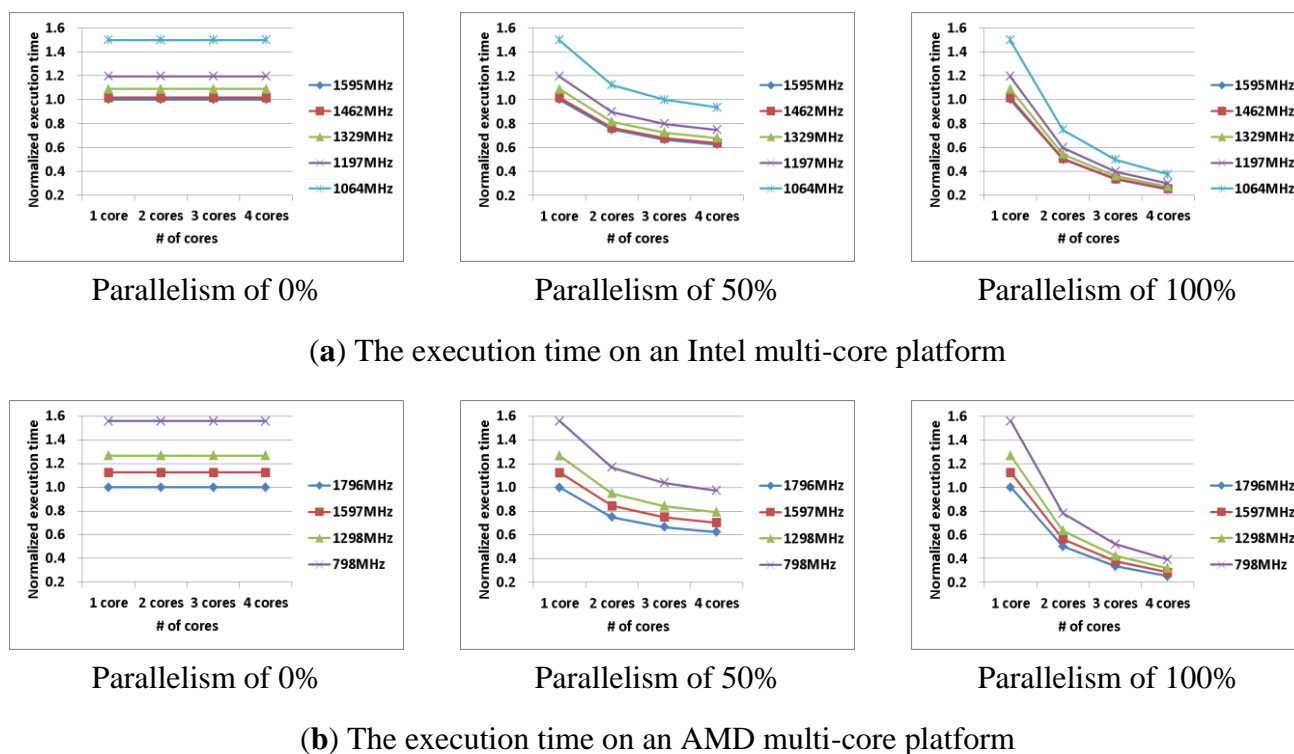 Normalized execution time
1.6
1.4
1.2
1.0
0.8
0.6
0.4
0.2
1 core 2 cores 3 cores 4 cores
# of cores
1595MHz
1462MHz
1329MHz
1197MHz
1064MHz
Normalized execution time
1.6
1.4
1.2
1.0
0.8
0.6
0.4
0.2
1 core 2 cores 3 cores 4 cores
# of cores
1595MHz
1462MHz
1329MHz
1197MHz
1064MHz
Normalized execution time
1.6
1.4
1.2
1.0
0.8
0.6
0.4
0.2
1 core 2 cores 3 cores 4 cores
# of cores
1595MHz
1462MHz
1329MHz
1197MHz
1064MHz
Parallelism of 0%
Parallelism of 50%
Parallelism of 100%
(a) The execution time on an Intel multi-core platform
Normalized execution time
1.6
1.4
1.2
1.0
0.8
0.6
0.4
0.2
1 core 2 cores 3 cores 4 cores
# of cores
1796MHz
1597MHz
1298MHz
798MHz
Normalized execution time
1.6
1.4
1.2
1.0
0.8
0.6
0.4
0.2
1 core 2 cores 3 cores 4 cores
# of cores
1796MHz
1597MHz
1298MHz
798MHz
Normalized execution time
1.6
1.4
1.2
1.0
0.8
0.6
0.4
0.2
1 core 2 cores 3 cores 4 cores
# of cores
1796MHz
1597MHz
1298MHz
798MHz
Parallelism of 0%
Parallelism of 50%
Parallelism of 100%
(b) The execution time on an AMD multi-core platform